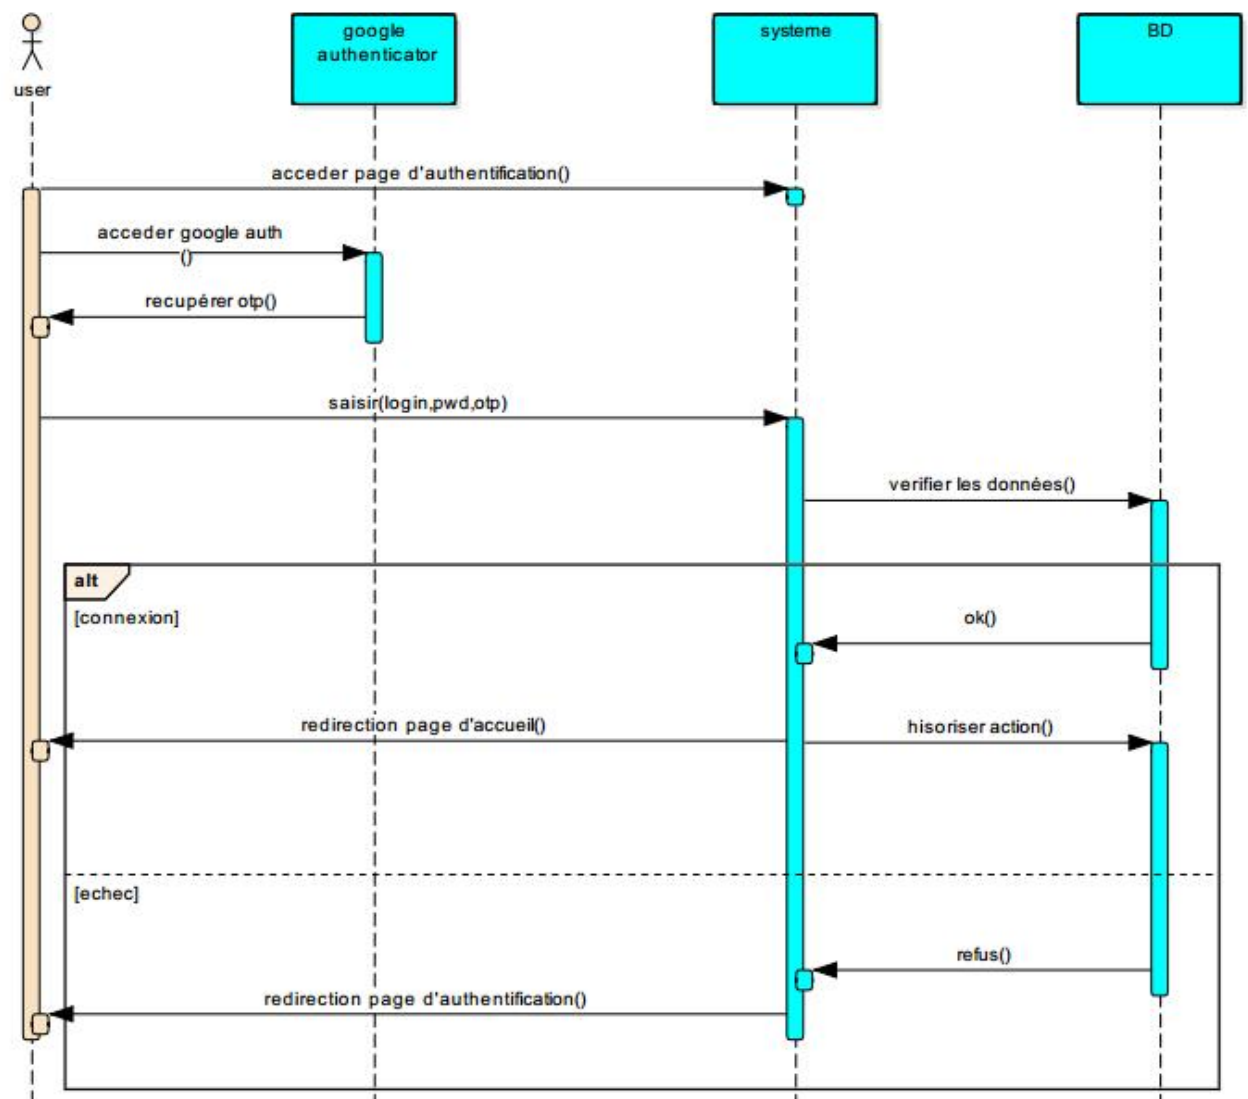 user
google
authenticator
systeme
BD
acceder page d'authentification()
acceder google auth
()
recupérer otp()
saisir(login,pwd,otp)
verifier les données()
alt
[connexion]
ok()
redirection page d'accueil()
hisoriser action()
[echec]
refus()
redirection page d'authentification()